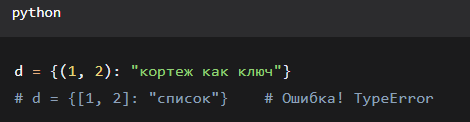 python
d = {(1, 2): "кортеж как ключ"}
# d = {[1, 2]: "список"}    # Ошибка! TypeError